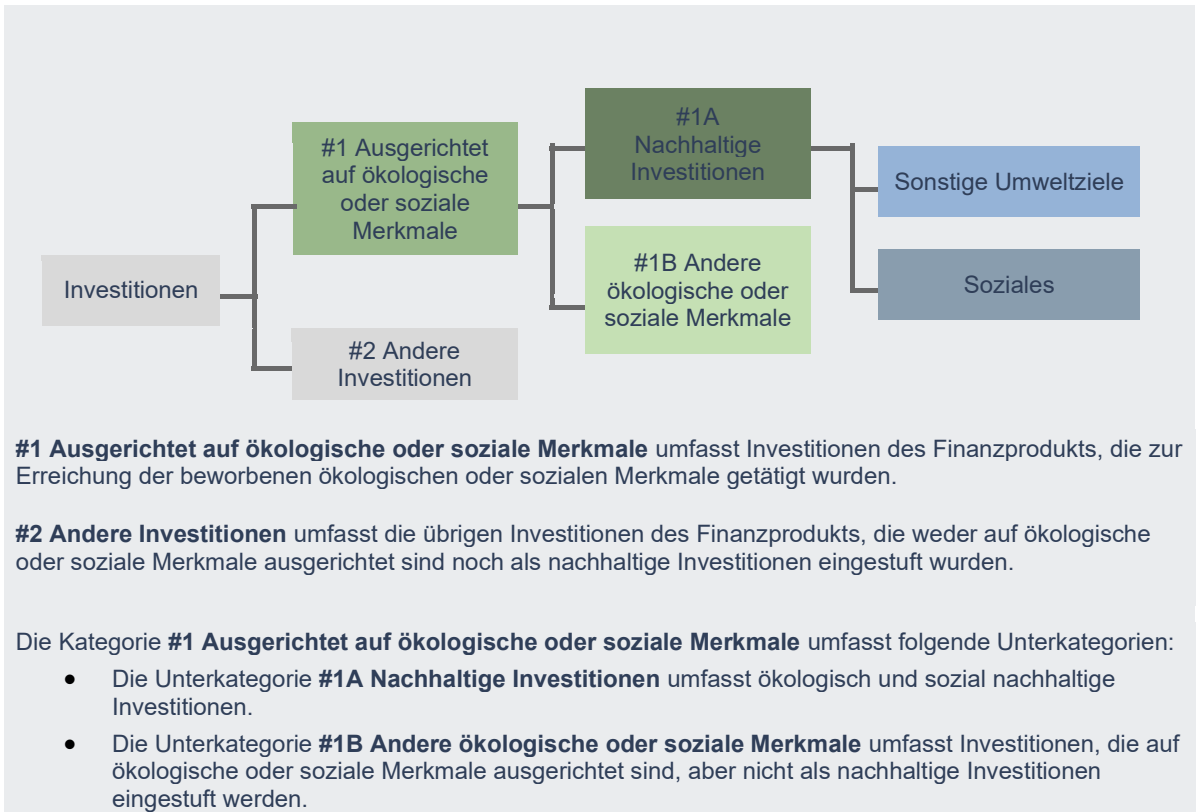 #1A
Nachhaltige
Investitionen
#1 Ausgerichtet
auf ökologische
oder soziale
Merkmale
Sonstige Umweltziele
#1B Andere
ökologische oder
soziale Merkmale
Soziales
Investitionen
#2 Andere
Investitionen
#1 Ausgerichtet auf ökologische oder soziale Merkmale umfasst Investitionen des Finanzprodukts, die zur
Erreichung der beworbenen ökologischen oder sozialen Merkmale getätigt wurden.
#2 Andere Investitionen umfasst die übrigen Investitionen des Finanzprodukts, die weder auf ökologische
oder soziale Merkmale ausgerichtet sind noch als nachhaltige Investitionen eingestuft wurden.
Die Kategorie #1 Ausgerichtet auf ökologische oder soziale Merkmale umfasst folgende Unterkategorien:
● Die Unterkategorie #1A Nachhaltige Investitionen umfasst ökologisch und sozial nachhaltige
Investitionen.
● Die Unterkategorie #1B Andere ökologische oder soziale Merkmale umfasst Investitionen, die auf
ökologische oder soziale Merkmale ausgerichtet sind, aber nicht als nachhaltige Investitionen
eingestuft werden.